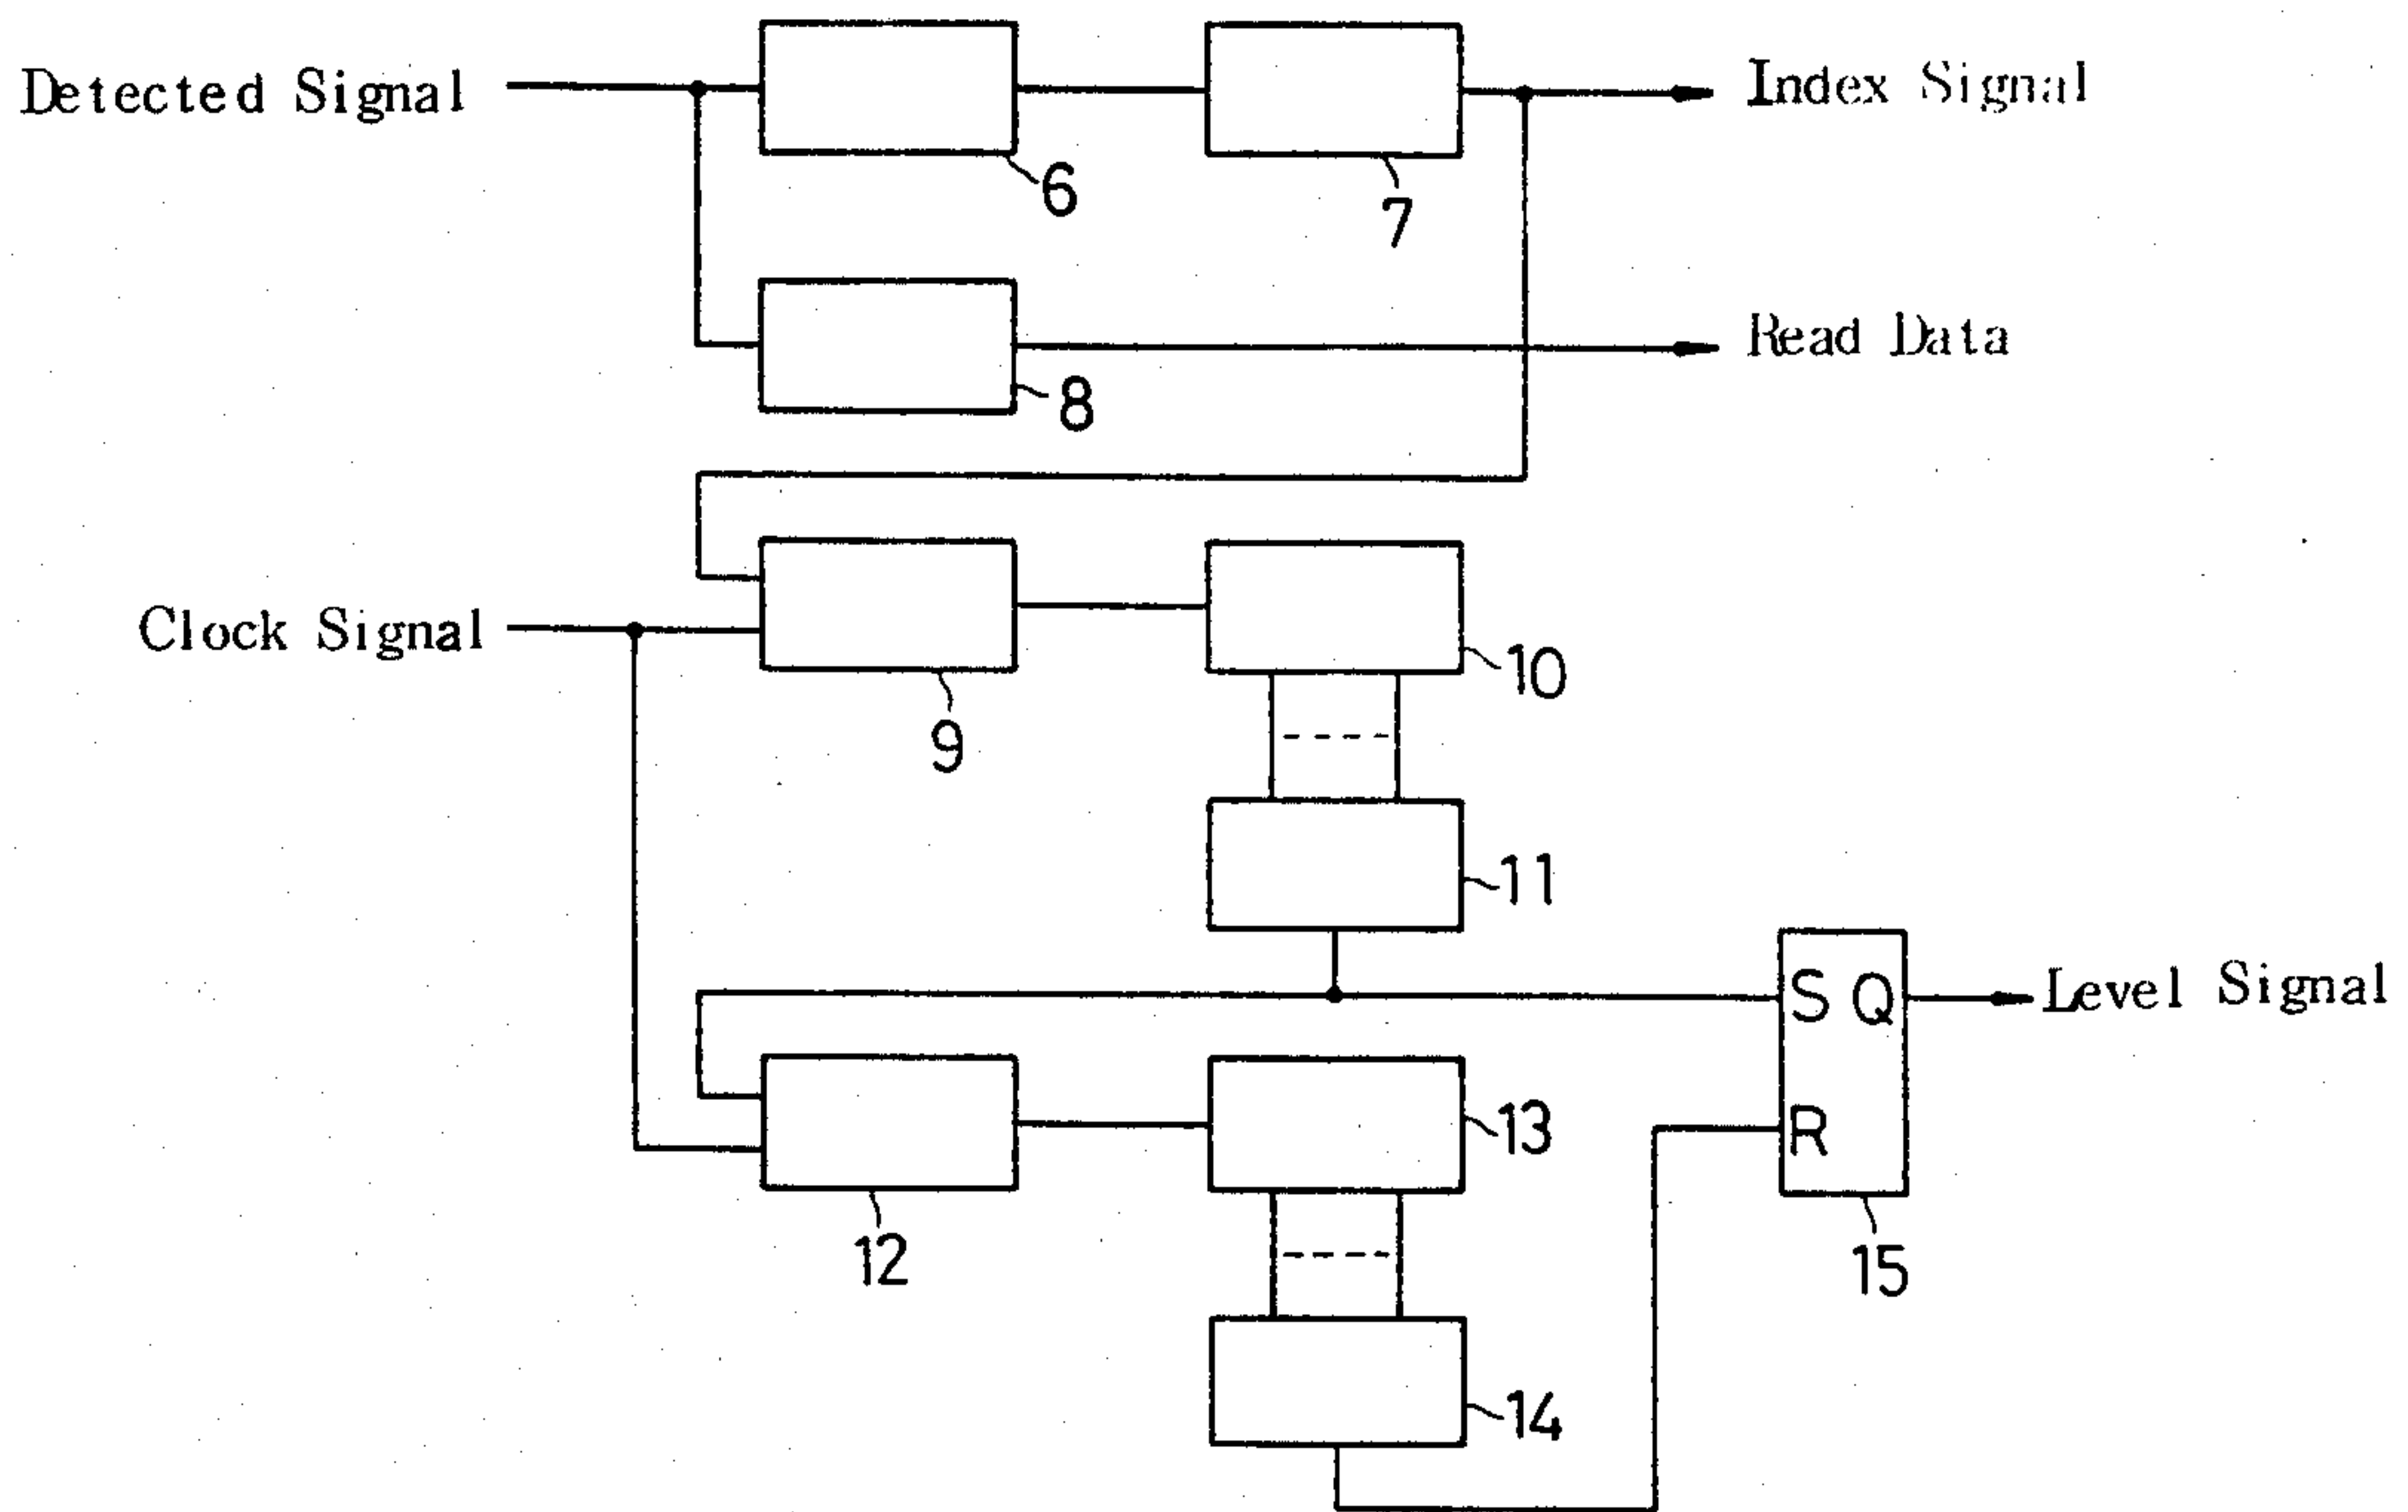 Detected Signal
Index Signal
6
7
Read Data
8
Clock Signal
10
9
11
S Q
Level Signal
R
13
12
15
14